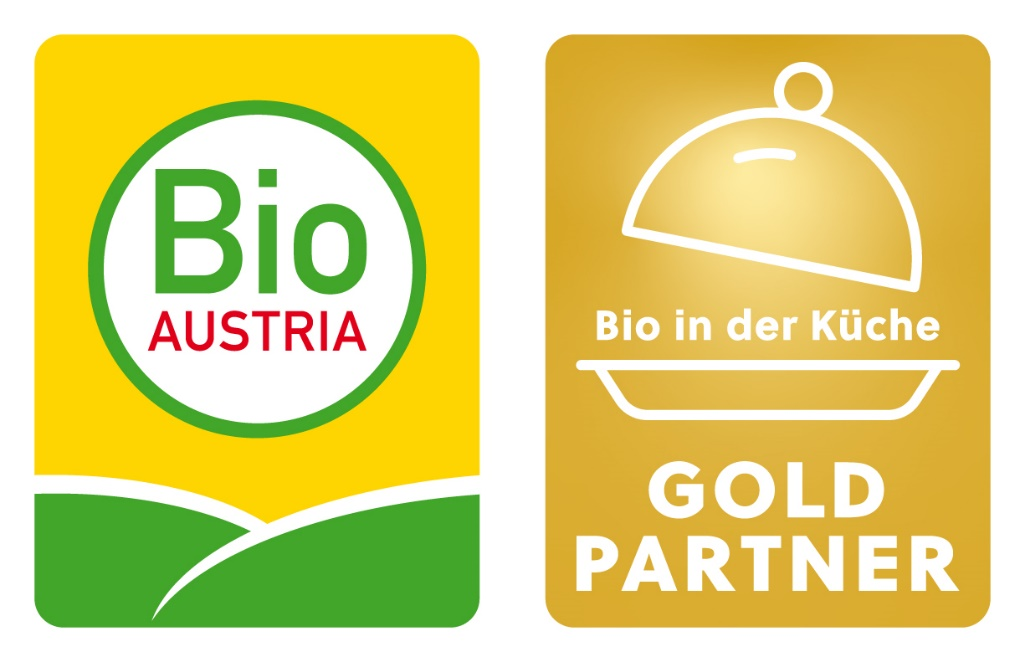 Bio
AUSTRIA
Bio in der Küche
GOLD
PARTNER